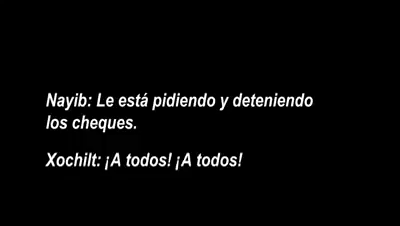 Nayib: Le está pidiendo y deteniendo
los cheques.
Xochilt: ¡A todos! ¡A todos!